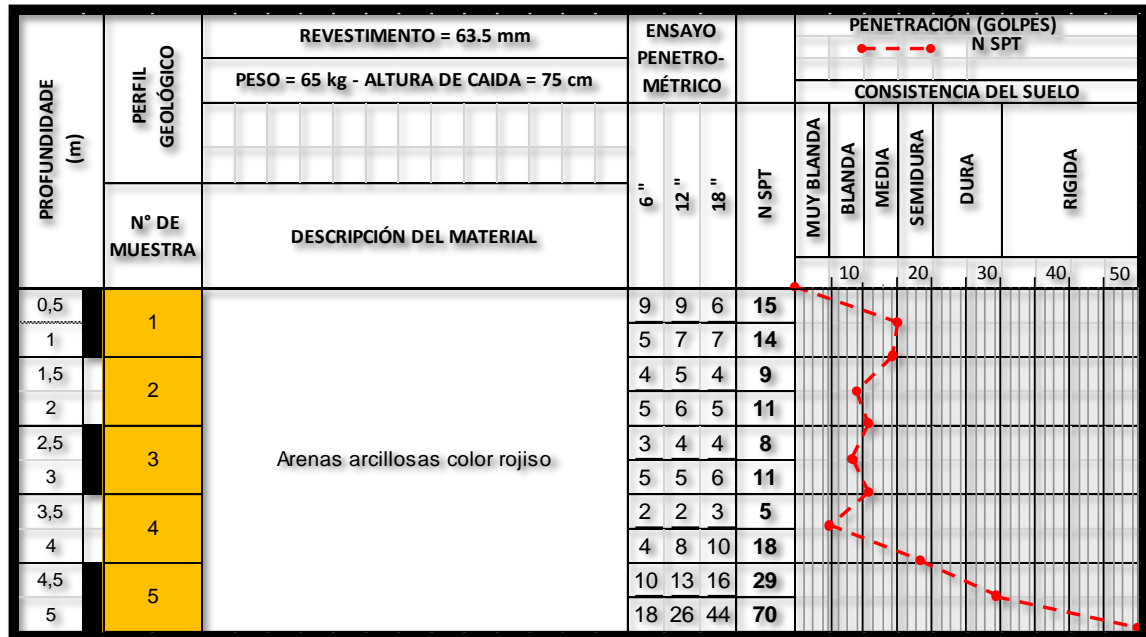 PROFUNDIDADE
(m)
PERFIL
GEOLÓGICO
N° DE
MUESTRA
REVESTIMENTO = 63.5 mm
PESO = 65 kg - ALTURA DE CAIDA = 75 cm
DESCRIPCIÓN DEL MATERIAL
ENSAYO
PENETRO-
MÉTRICO
6 "
12 "
18 "
N SPT
PENETRACIÓN (GOLPES)
N SPT
CONSISTENCIA DEL SUELO
MUY BLANDA
BLANDA
MEDIA
SEMIDURA
DURA
RIGIDA
10 20 30 40 50
0,5 1 9 9 6 15
1 5 7 7 14
1,5 2 4 5 4 9
2 5 6 5 11
2,5 3 3 4 4 8
Arenas arcillosas color rojiso
3 5 5 6 11
3,5 4 2 2 3 5
4 4 8 10 18
4,5 5 10 13 16 29
5 18 26 44 70